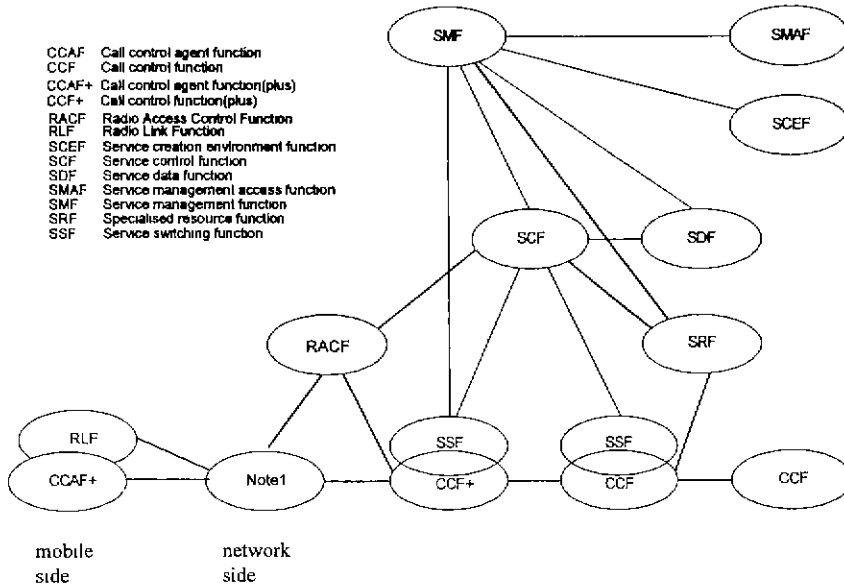 SMF
SMAF
SCEF
CCAF Call control agent function
CCF Call control function
CCAF+ Call control agent function(plus)
CCF+ Call control function(plus)
RACF Radio Access Control Function
RLF Radio Link Function
SCEF Service creation environment function
SCF Service control function
SDF Service data function
SMAF Service management access function
SMF Service management function
SRF Specialised resource function
SSF Service switching function
SCF
SDF
RACF
SRF
RLF
SSF
SSF
CCAF+
Note1
CCF+
CCF
CCF
mobile
side
network
side